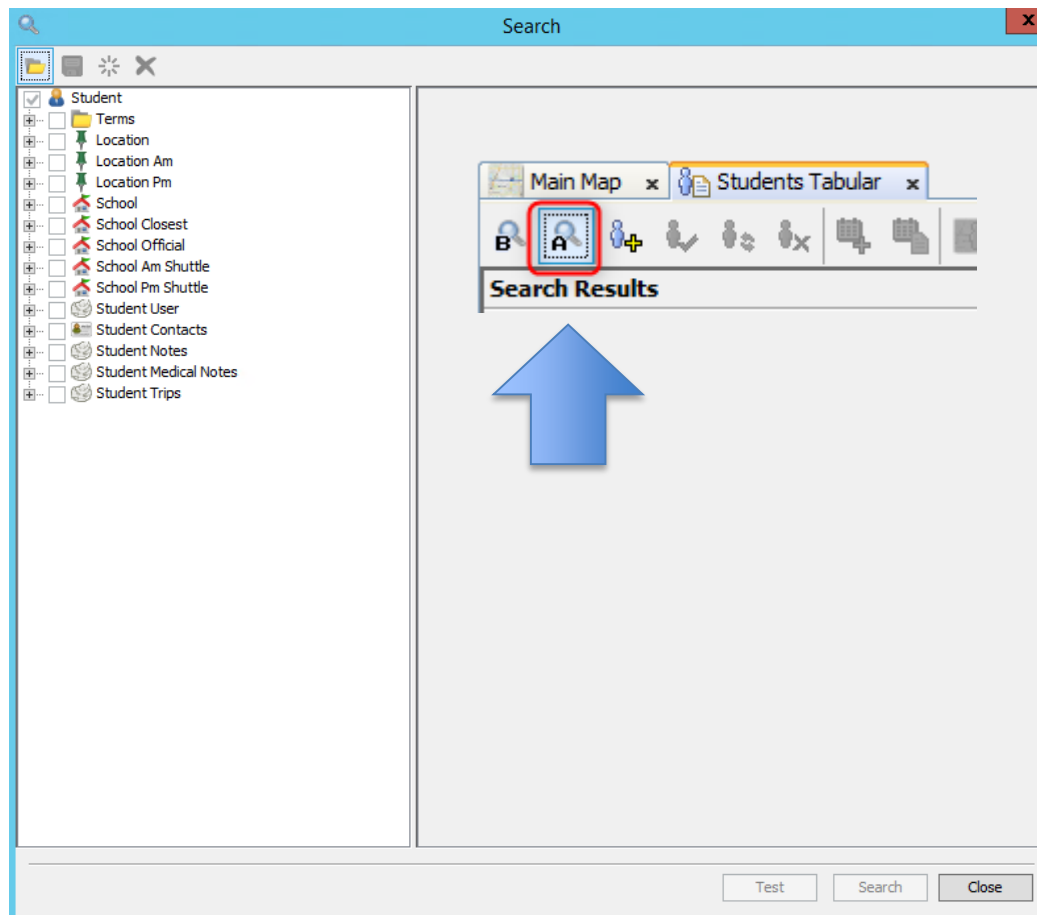 Search
x
Student
Terms
Location
Location Am
Location Pm
School
School Closest
School Official
School Am Shuttle
School Pm Shuttle
Student User
Student Contacts
Student Notes
Student Medical Notes
Student Trips
Main Map x Students Tabular x
B A
Search Results
Test Search Close